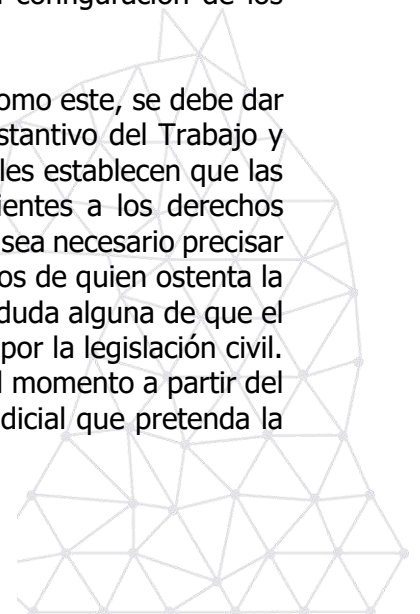 configuración de los
omo este, se debe dar
stantivo del Trabajo y
les establecen que las
ientes a los derechos
sea necesario precisar
os de quien ostenta la
duda alguna de que el
por la legislación civil.
l momento a partir del
dicial que pretenda la